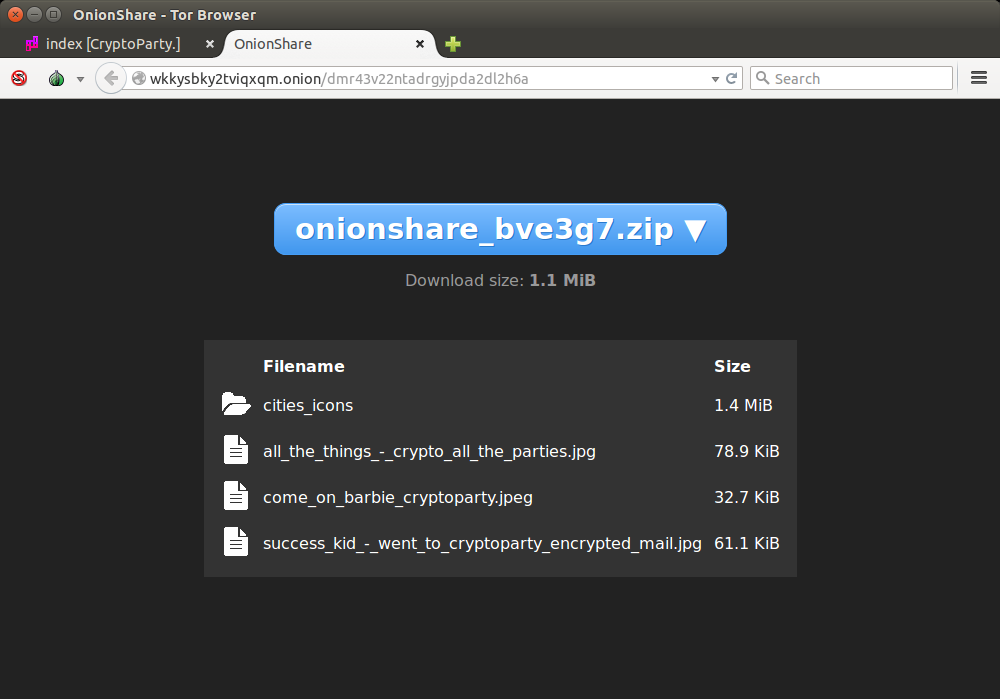 OnionShare - Tor Browser
index [CryptoParty.]
OnionShare
wkkysbky2tviqxqm.onion/dmr43v22ntadrgyjpda2dl2h6a
Search
onionshare_bve3g7.zip ▼
Download size: 1.1 MiB
Filename Size
cities_icons 1.4 MiB
all_the_things_-_crypto_all_the_parties.jpg 78.9 KiB
come_on_barbie_cryptoparty.jpeg 32.7 KiB
success_kid_-_went_to_cryptoparty_encrypted_mail.jpg 61.1 KiB